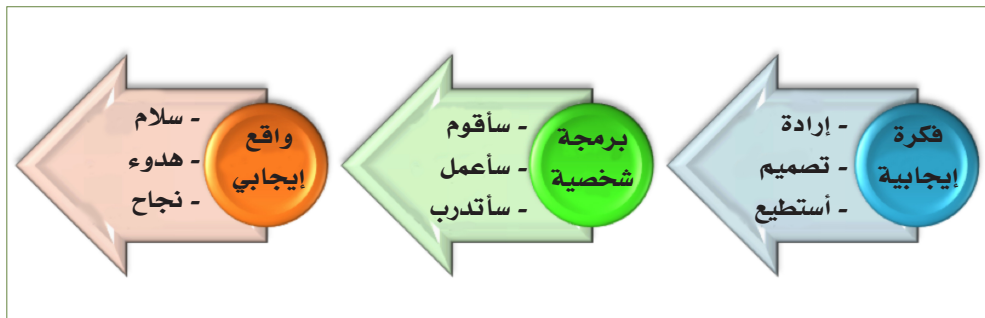 فكرة
إيجابية
- إرادة
- تصميم
- أستطيع
برمجة
شخصية
- سأقوم
- سأعمل
- سأتدرب
واقع
إيجابي
- سلام
- هدوء
- نجاح